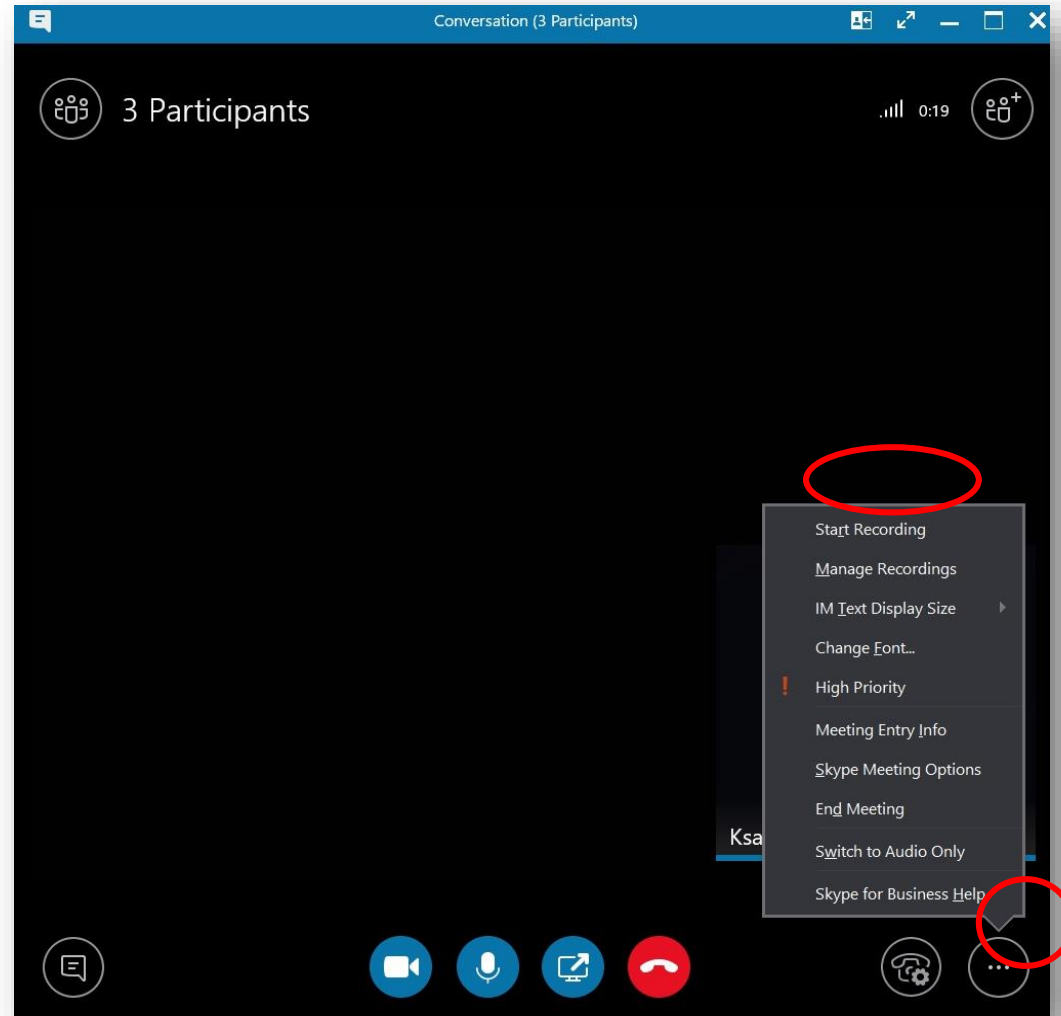 Conversation (3 Participants)
3 Participants
0:19
Start Recording
Manage Recordings
IM Text Display Size
Change Font...
! High Priority
Meeting Entry Info
Skype Meeting Options
End Meeting
Ksa
Switch to Audio Only
Skype for Business Help